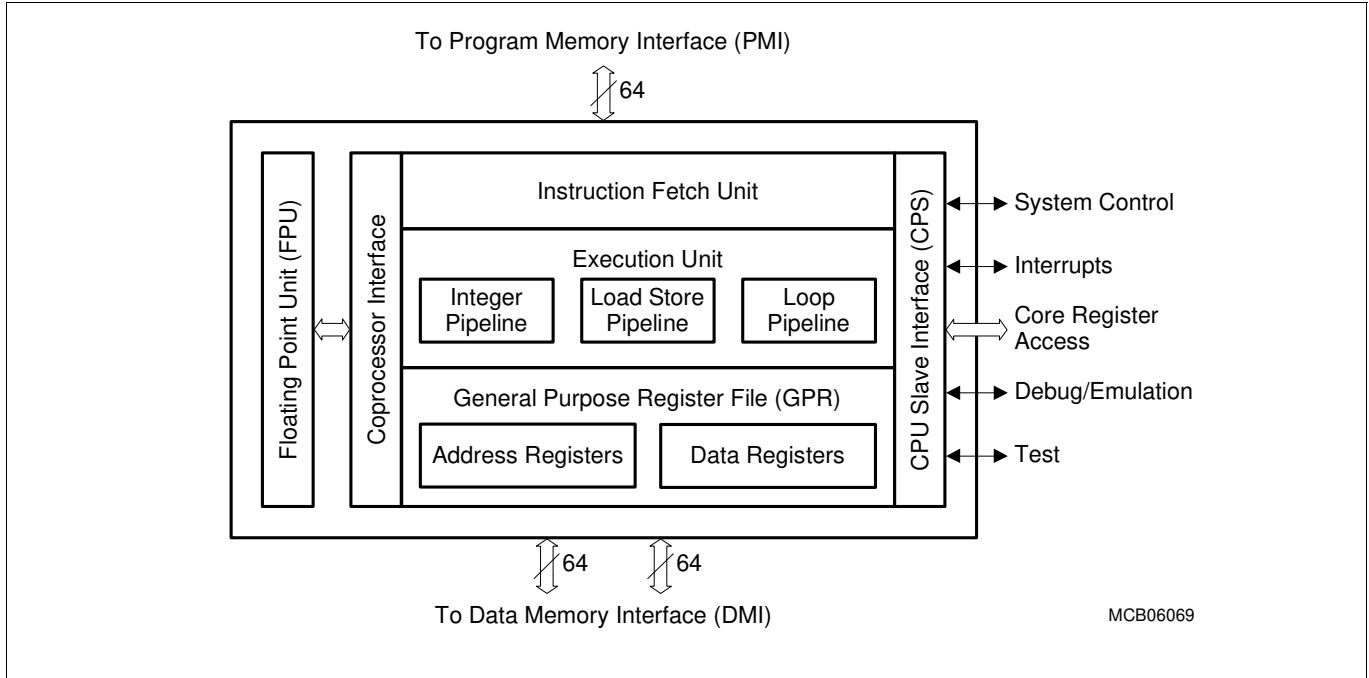 To Program Memory Interface (PMI)
64
Floating Point Unit (FPU)
Coprocessor Interface
Instruction Fetch Unit
Execution Unit
Integer
Pipeline
Load Store
Pipeline
Loop
Pipeline
General Purpose Register File (GPR)
Address Registers
Data Registers
CPU Slave Interface (CPS)
System Control
Interrupts
Core Register
Access
Debug/Emulation
Test
64
64
To Data Memory Interface (DMI)
MCB06069